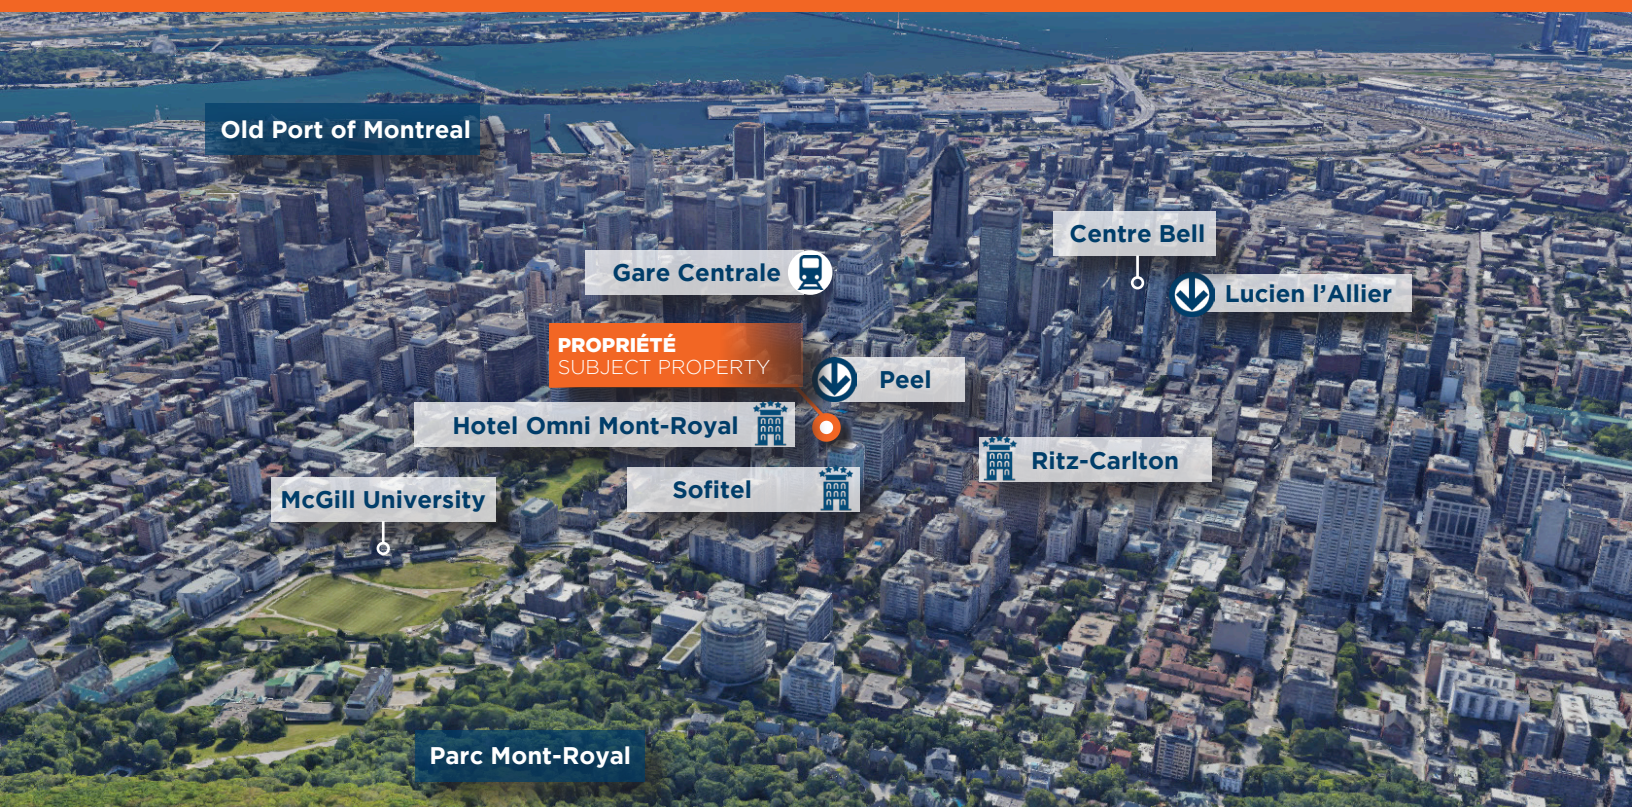 Old Port of Montreal
Centre Bell
Gare Centrale
Lucien l’Allier
PROPRIÉTÉ
SUBJECT PROPERTY
Peel
Hotel Omni Mont-Royal
Ritz-Carlton
Sofitel
McGill University
Parc Mont-Royal